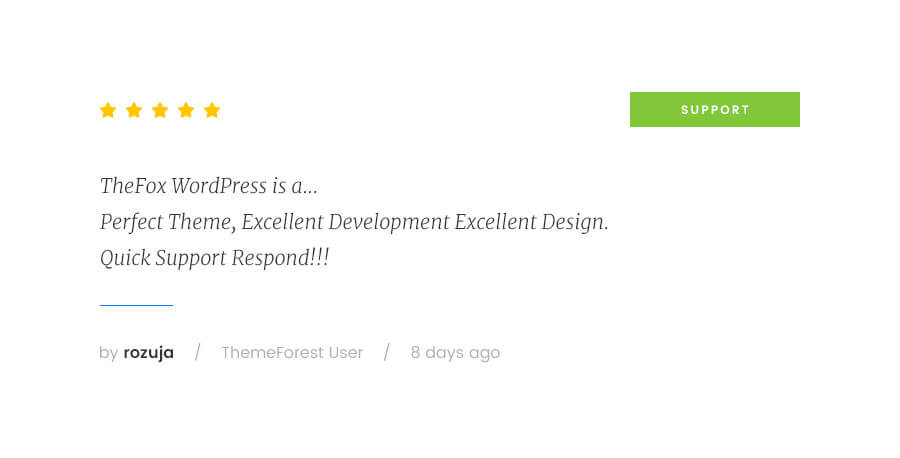 SUPPORT
TheFox WordPress is a...
Perfect Theme, Excellent Development Excellent Design.
Quick Support Respond!!!
by rozuja / ThemeForest User / 8 days ago